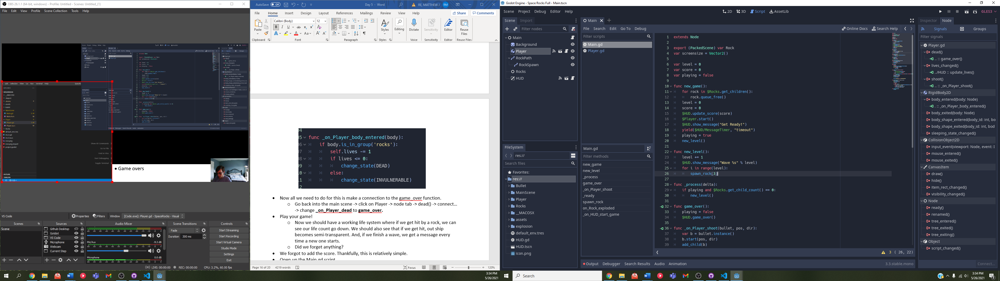 OBS 26.1.1 (64-bit, windows) - Profile: Untitled - Scenes: Untitled_(1)
File Edit View Profile Scene Collection Tools Help
• Game overs
VS Code
Properties Filters Window [Code.exe]: Player.gd - SpaceRocks - Visual
Scenes Sources Audio Mixer Scene Transitions Controls
Scene
Github Desktop
Gotdot
VS Code
Microphone
Webcam
Current Step
Mic/Aux -9.3 dB
Microphone 0.0 dB
Fade
Duration 300 ms
Start Streaming
Start Recording
Start Virtual Camera
Studio Mode
Settings
Exit
LIVE: 00:00:00 REC: 00:00:00 CPU: 3.2%, 60.00 fps
AutoSave Off Day 5 - Word RE, MATTHEW J RM
File Home Insert Design Layout References Mailings Review View Help Share Comments
Calibri (Body) 12
Paste Styles Editing Dictate Sensitivity Editor Reuse Files
Clipboard Font Paragraph Styles Voice Sensitivity Editor Reuse Files
func _on_Player_body_entered(body):
if body.is_in_group('rocks'):
self.lives -= 1
if lives <= 0:
change_state(DEAD)
else:
change_state(INVULNERABLE)
• Now all we need to do for this is make a connection to the game_over function.
o Go back into the main scene -> click on Player -> node tab -> dead() -> connect...
-> change _on_Player_dead to game_over.
• Play your game!
o Now we should have a working life system where if we get hit by a rock, we can
see our life count go down. We should also see that if we get hit, out ship
becomes semi-transparent. And, if we finish a wave, we get a message every
time a new one starts.
o Did we forget anything?
• We forgot to add the score. Thankfully, this is relatively simple.
• Open up the Main.gd script
Page 16 of 20 4219 words Focus 120%
3:34 PM
5/26/2021
Godot Engine - Space Rocks Full - Main.tscn
Scene Project Debug Editor Help 2D 3D Script AssetLib GLES3
Scene Import
Filter nodes
Main
Background
Player
RockPath
RockSpawn
Rocks
HUD
FileSystem
res://
Search files
Favorites:
res://
Bullet
MainScene
Player
Rocks
__MACOSX
assets
explosion
default_env.tres
HUD.gd
HUD.tscn
icon.png
Main
File Search Edit Go To Debug Online Docs Search Help
Filter scripts
Main.gd
Player.gd
Main.gd
Filter methods
new_game
new_level
_process
game_over
_on_Player_shoot
_ready
spawn_rock
on_Rock_exploded
_on_HUD_start_game
1 extends Node
2
3 export (PackedScene) var Rock
4 var screensize = Vector2()
5
6 var level = 0
7 var score = 0
8 var playing = false
9
10 func new_game():
11 for rock in $Rocks.get_children():
12 rock.queue_free()
13 level = 0
14 score = 0
15 $HUD.update_score(score)
16 $Player.start()
17 $HUD.show_message("Get Ready!")
18 yield($HUD/MessageTimer, "timeout")
19 playing = true
20 new_level()
21
22 func new_level():
23 level += 1
24 $HUD.show_message("Wave %s" % level)
25 for i in range(level):
26 spawn_rock(3)
27
28 func _process(delta):
29 if playing and $Rocks.get_child_count() == 0:
30 new_level()
31
32 func game_over():
33 playing = false
34 $HUD.game_over()
35
36 func _on_Player_shoot(bullet, pos, dir):
37 var b = bullet.instance()
38 b.start(pos, dir)
39 add_child(b)
3 ( 26, 22)
Output Debugger Search Results Audio Animation 3.3.stable.mono
Inspector Node
Signals Groups
Filter signals
Player.gd
dead()
.. :: game_over()
lives_changed()
../HUD :: update_lives()
shoot()
.. :: _on_Player_shoot()
RigidBody2D
body_entered(body: Node)
. :: _on_Player_body_entered()
body_exited(body: Node)
body_shape_entered(body_id: int, bo
body_shape_exited(body_id: int, bod
sleeping_state_changed()
CollisionObject2D
input_event(viewport: Node, event: I
mouse_entered()
mouse_exited()
CanvasItem
draw()
hide()
item_rect_changed()
visibility_changed()
Node
ready()
renamed()
tree_entered()
tree_exited()
tree_exiting()
Object
script_changed()
Connect...
Search
3:34 PM
5/26/2021